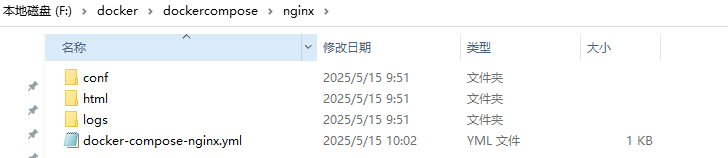 本地磁盘 (F:) > docker > dockercompose > nginx >
名称 修改日期 类型 大小
conf 2025/5/15 9:51 文件夹
html 2025/5/15 9:51 文件夹
logs 2025/5/15 9:51 文件夹
docker-compose-nginx.yml 2025/5/15 10:02 YML 文件 1 KB